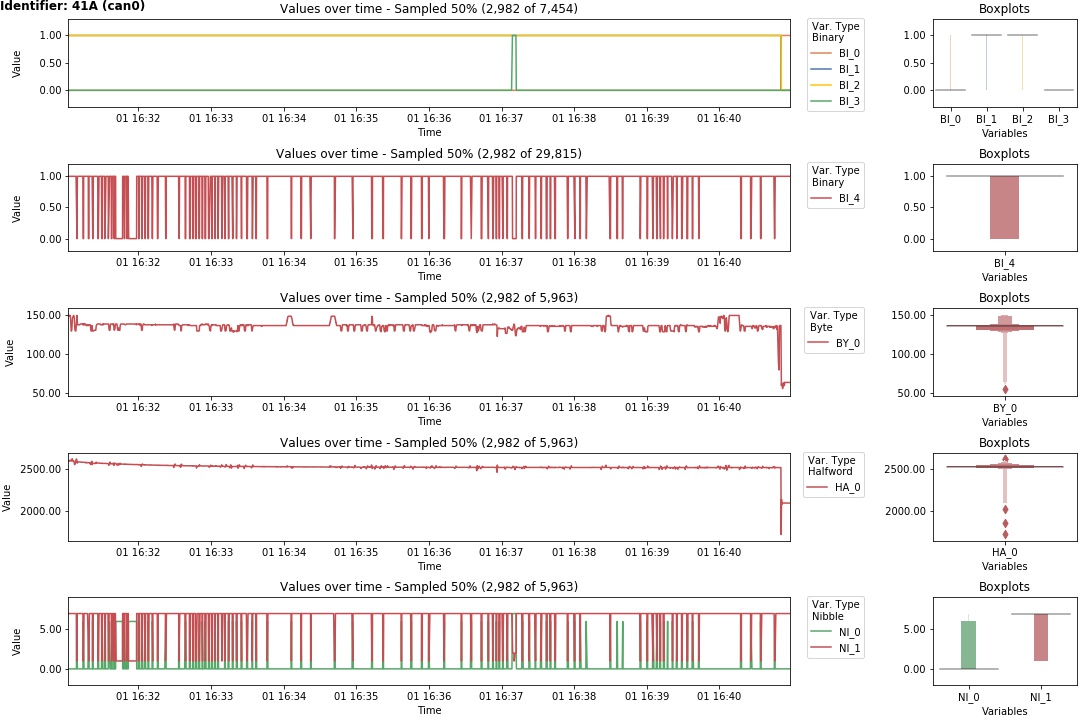 Identifier: 41A (can0)
Values over time - Sampled 50% (2,982 of 7,454)
Boxplots
Value
1.00
0.50
0.00
01 16:32 01 16:33 01 16:34 01 16:35 01 16:36 01 16:37 01 16:38 01 16:39 01 16:40
Time
Var. Type
Binary
BI_0
BI_1
BI_2
BI_3
1.00
0.50
0.00
BI_0 BI_1 BI_2 BI_3
Variables
Values over time - Sampled 50% (2,982 of 29,815)
Boxplots
Value
1.00
0.50
0.00
01 16:32 01 16:33 01 16:34 01 16:35 01 16:36 01 16:37 01 16:38 01 16:39 01 16:40
Time
Var. Type
Binary
BI_4
1.00
0.50
0.00
BI_4
Variables
Values over time - Sampled 50% (2,982 of 5,963)
Boxplots
Value
150.00
100.00
50.00
01 16:32 01 16:33 01 16:34 01 16:35 01 16:36 01 16:37 01 16:38 01 16:39 01 16:40
Time
Var. Type
Byte
BY_0
150.00
100.00
50.00
BY_0
Variables
Values over time - Sampled 50% (2,982 of 5,963)
Boxplots
Value
2500.00
2000.00
01 16:32 01 16:33 01 16:34 01 16:35 01 16:36 01 16:37 01 16:38 01 16:39 01 16:40
Time
Var. Type
Halfword
HA_0
2500.00
2000.00
HA_0
Variables
Values over time - Sampled 50% (2,982 of 5,963)
Boxplots
Value
5.00
0.00
01 16:32 01 16:33 01 16:34 01 16:35 01 16:36 01 16:37 01 16:38 01 16:39 01 16:40
Time
Var. Type
Nibble
NI_0
NI_1
5.00
0.00
NI_0 NI_1
Variables